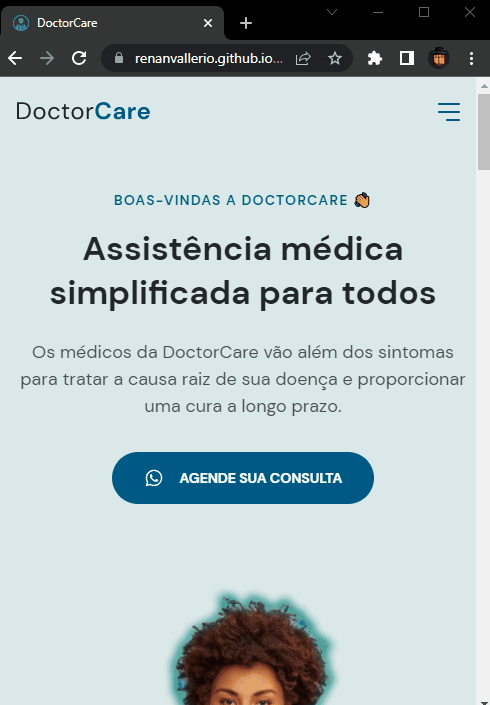 DoctorCare
renanvallerio.github.io...
DoctorCare
BOAS-VINDAS A DOCTORCARE 👏
Assistência médica
simplificada para todos
Os médicos da DoctorCare vão além dos sintomas
para tratar a causa raiz de sua doença e proporcionar
uma cura a longo prazo.
AGENDE SUA CONSULTA